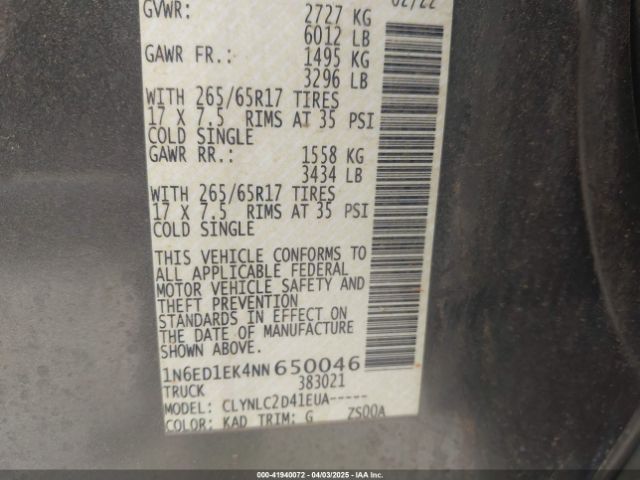 02/22
GVWR: 2727 KG
6012 LB
GAWR FR.: 1495 KG
3296 LB
WITH 265/65R17 TIRES
17 X 7.5 RIMS AT 35 PSI
COLD SINGLE
GAWR RR.: 1558 KG
3434 LB
WITH 265/65R17 TIRES
17 X 7.5 RIMS AT 35 PSI
COLD SINGLE
THIS VEHICLE CONFORMS TO
ALL APPLICABLE FEDERAL
MOTOR VEHICLE SAFETY AND
THEFT PREVENTION
STANDARDS IN EFFECT ON
THE DATE OF MANUFACTURE
SHOWN ABOVE.
1N6ED1EK4NN650046
TRUCK 383021
MODEL: CLYNLC2D41EUA-----
COLOR: KAD TRIM: G ZS00A
000-41940072 - 04/03/2025 - IAAI.COM